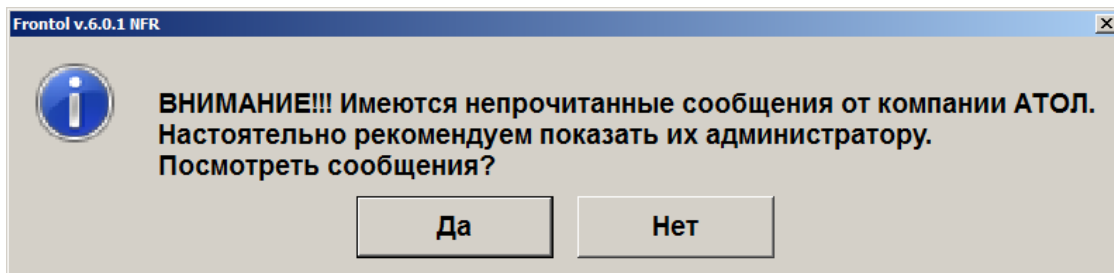 Frontol v.6.0.1 NFR
ВНИМАНИЕ!!! Имеются непрочитанные сообщения от компании АТОЛ.
Настоятельно рекомендуем показать их администратору.
Посмотреть сообщения?
Да
Нет